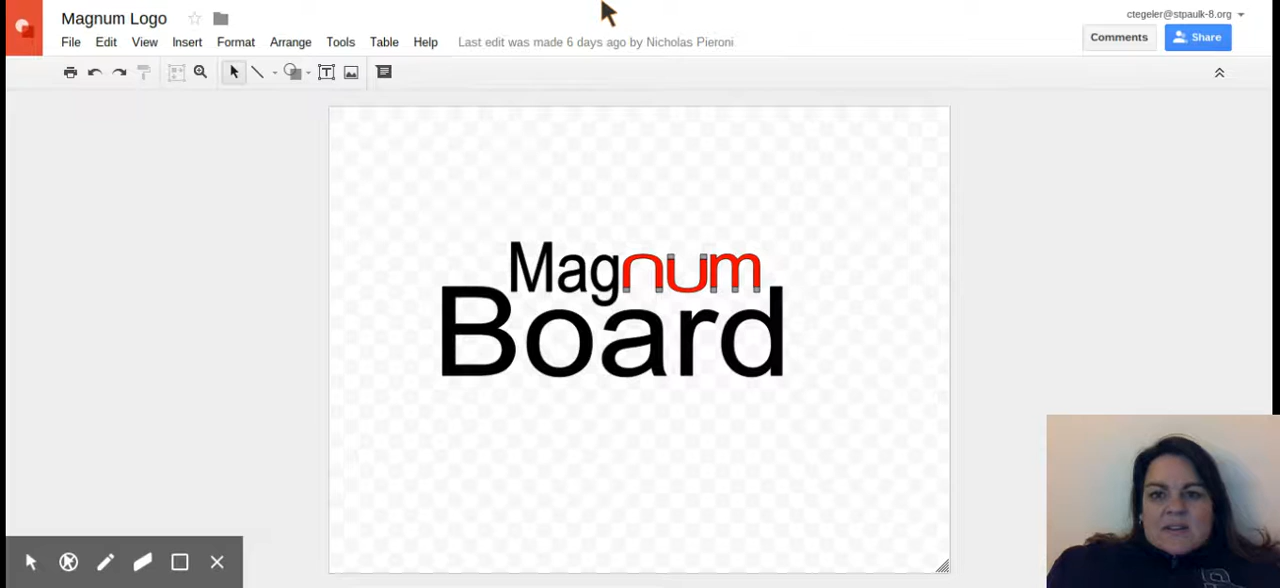 Magnum Logo
ctegeler@stpaulk-8.org
File Edit View Insert Format Arrange Tools Table Help Last edit was made 6 days ago by Nicholas Pieroni
Comments Share
Magnum
Board